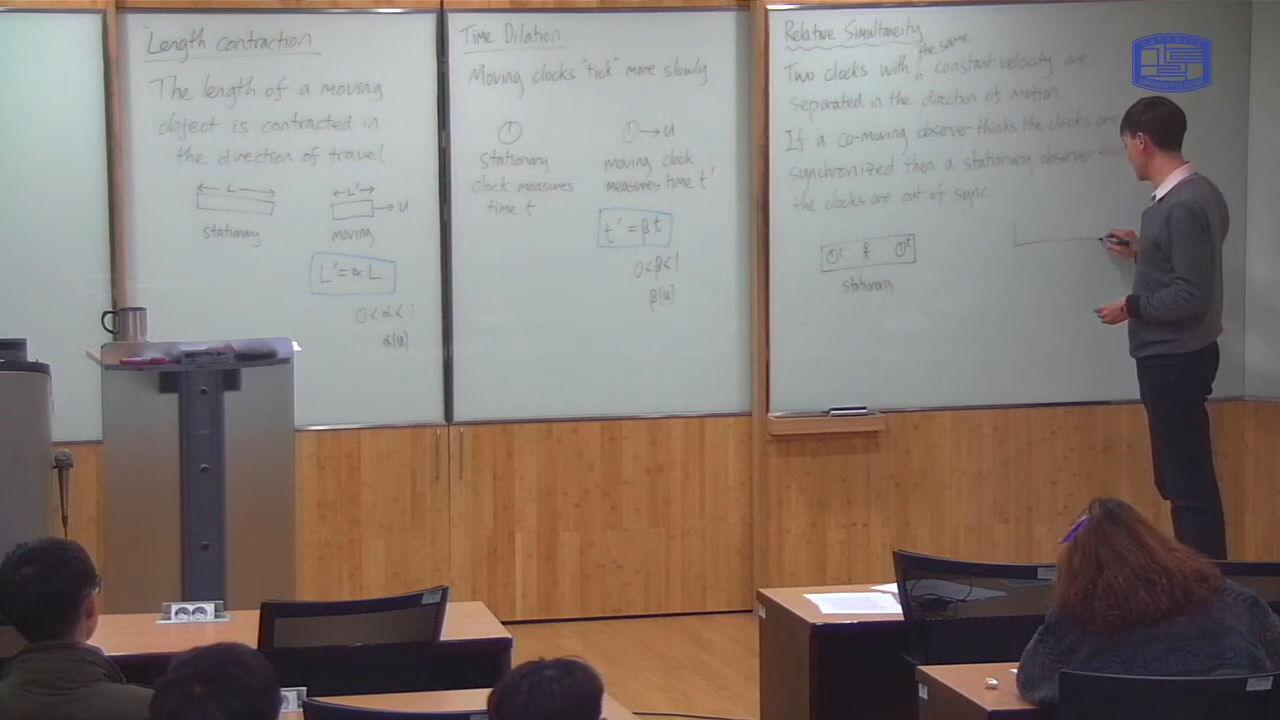 Length contraction
The length of a moving
object is contracted in
the direction of travel
L
stationary
L'
u
moving
L' = α L
0 < α < 1
α(u)
Time Dilation
Moving clocks "tick" more slowly.
stationary
clock measures
time t
u
moving clock
measures time t'
t' = β t
0 < β < 1
β(u)
Relative Simultaneity
the same
Two clocks with constant velocity are
separated in the direction of motion
If a co-moving observer thinks the clocks are
synchronized then a stationary observer
the clocks are out of sync
t
t
stationary